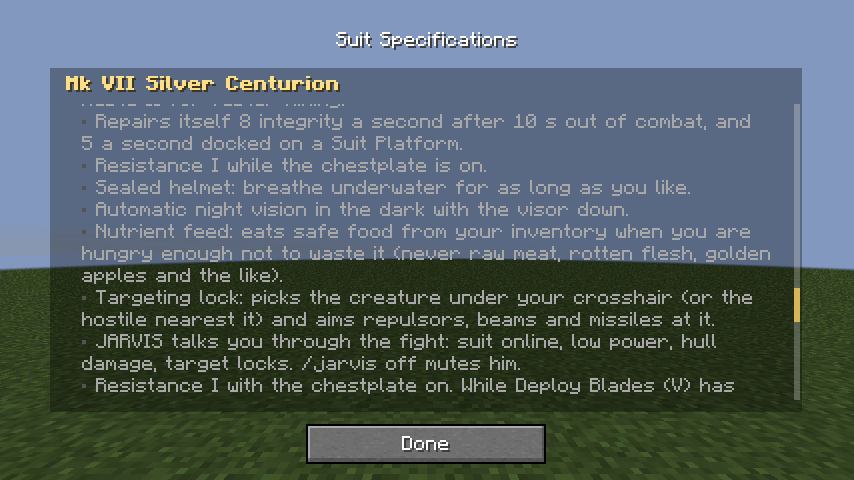 Suit Specifications
Mk VII Silver Centurion
· Repairs itself 8 integrity a second after 10 s out of combat, and
5 a second docked on a Suit Platform.
· Resistance I while the chestplate is on.
· Sealed helmet: breathe underwater for as long as you like.
· Automatic night vision in the dark with the visor down.
· Nutrient feed: eats safe food from your inventory when you are
hungry enough not to waste it (never raw meat, rotten flesh, golden
apples and the like).
· Targeting lock: picks the creature under your crosshair (or the
hostile nearest it) and aims repulsors, beams and missiles at it.
· JARVIS talks you through the fight: suit online, low power, hull
damage, target locks. /jarvis off mutes him.
· Resistance I with the chestplate on. While Deploy Blades (V) has
Done